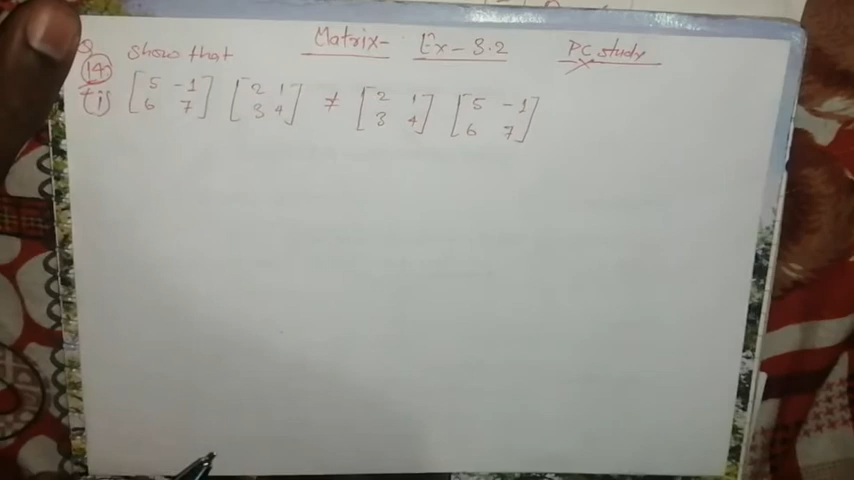 Matrix- Ex-3.2 PC study
Q show that
14
(i) [5 -1 [2 1 ≠ [2 1 [5 -1
6 7] 3 4] 3 4] 6 7]